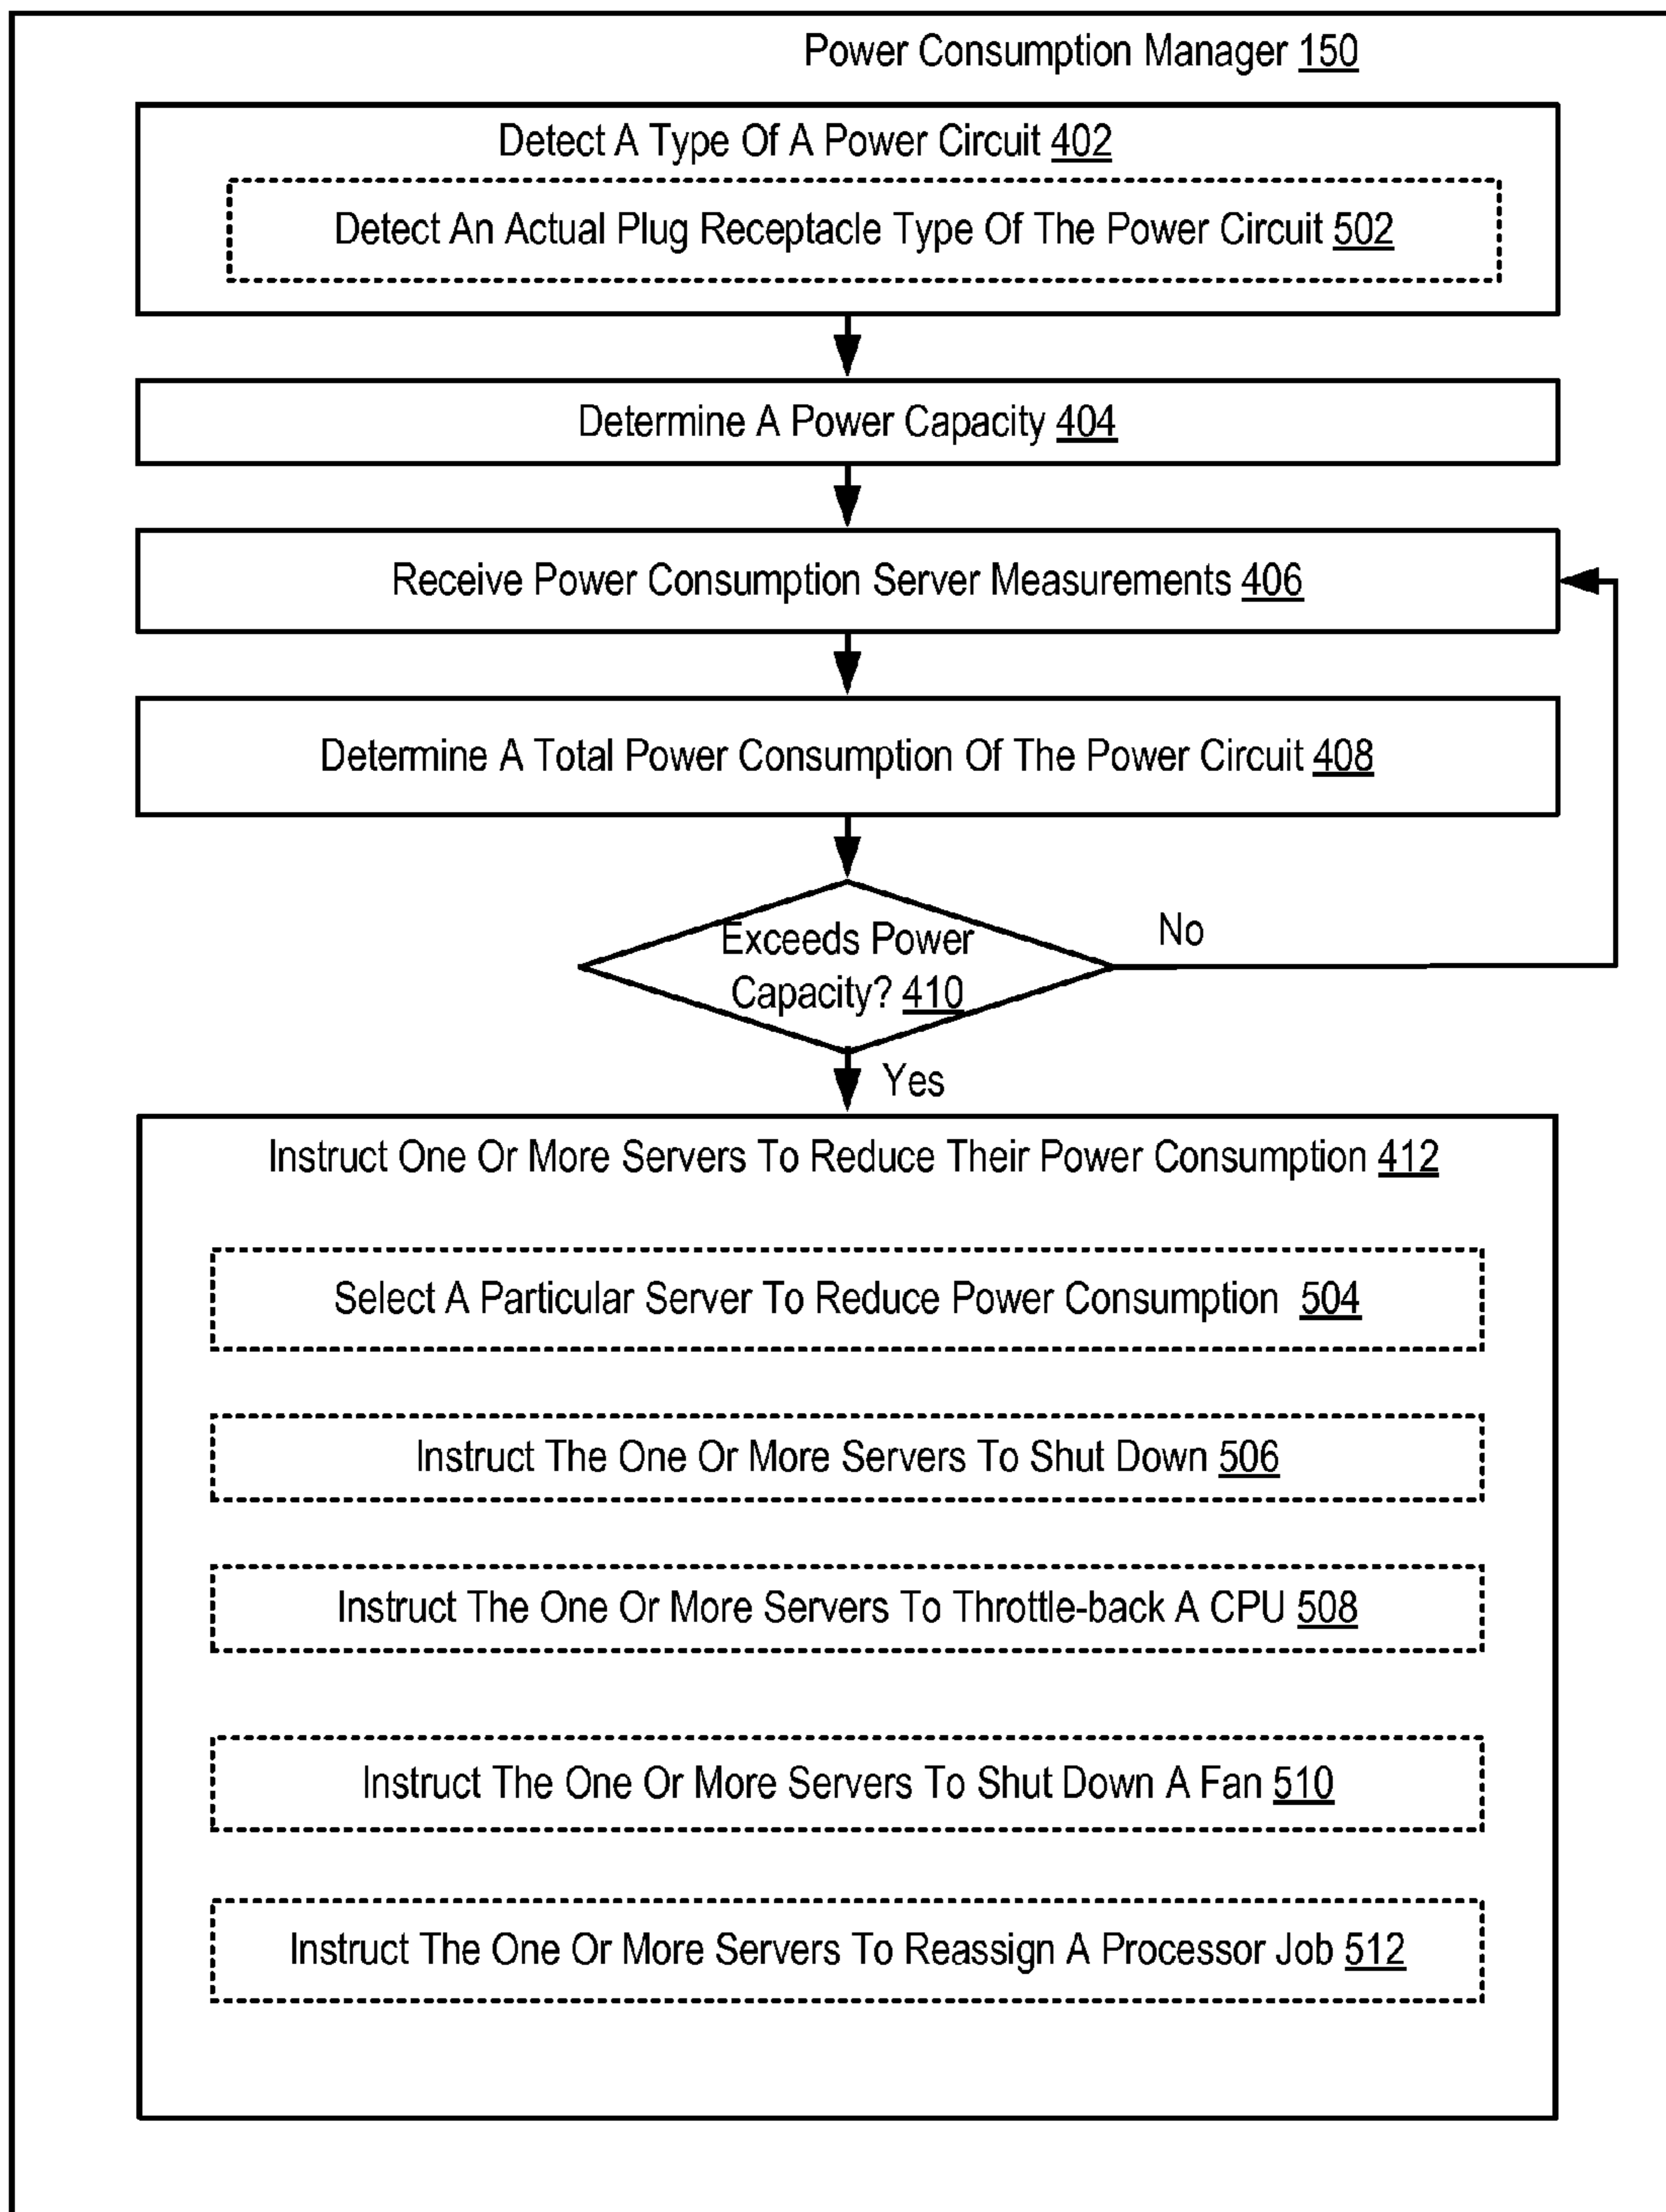 Power Consumption Manager 150
Detect A Type Of A Power Circuit 402
Detect An Actual Plug Receptacle Type Of The Power Circuit 502
Determine A Power Capacity 404
Receive Power Consumption Server Measurements 406
Determine A Total Power Consumption Of The Power Circuit 408
Exceeds Power
Capacity? 410
No
Yes
Instruct One Or More Servers To Reduce Their Power Consumption 412
Select A Particular Server To Reduce Power Consumption 504
Instruct The One Or More Servers To Shut Down 506
Instruct The One Or More Servers To Throttle-back A CPU 508
Instruct The One Or More Servers To Shut Down A Fan 510
Instruct The One Or More Servers To Reassign A Processor Job 512